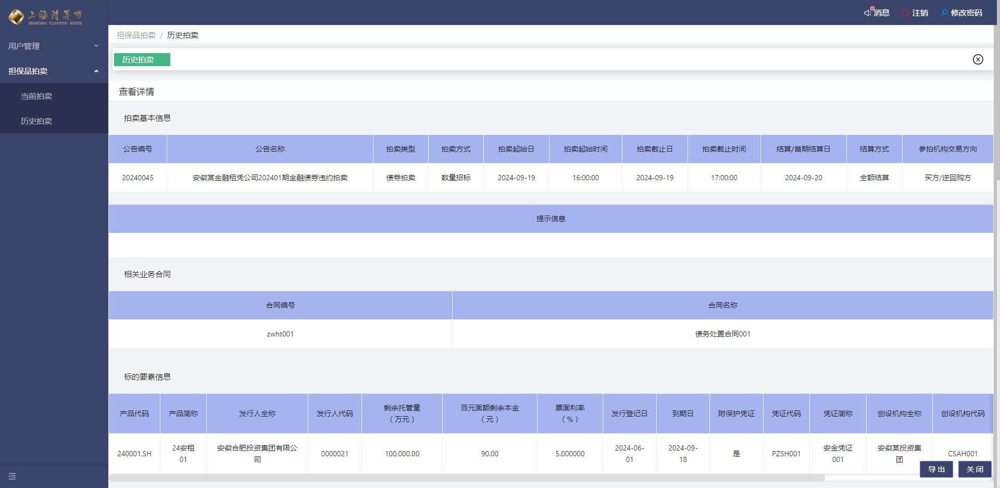 上海清算所
SHANGHAI CLEARING HOUSE
消息
注销
修改密码
用户管理
担保品拍卖
当前拍卖
历史拍卖
担保品拍卖 / 历史拍卖
历史拍卖
查看详情
拍卖基本信息
公告编号 公告名称 拍卖类型 拍卖方式 拍卖起始日 拍卖起始时间 拍卖截止日 拍卖截止时间 结算/首期结算日 结算方式 参拍机构交易方向
20240045 安徽某金融租凭公司202401期金融债券违约拍卖 债券拍卖 数量招标 2024-09-19 16:00:00 2024-09-19 17:00:00 2024-09-20 全额结算 买方/逆回购方
提示信息
相关业务合同
合同编号 合同名称
zwht001 债务处置合同001
标的要素信息
产品代码 产品简称 发行人全称 发行人代码 剩余托管量（万元） 百元面额剩余本金（元） 票面利率（%） 发行登记日 到期日 附保护凭证 凭证代码 凭证简称 创设机构全称 创设机构代码
240001.SH 24安租01 安徽合肥投资集团有限公司 0000021 100,000.00 90.00 5.000000 2024-06-01 2024-09-18 是 PZSH001 安金凭证001 安徽某投资集团 CSAH001
导出
关闭